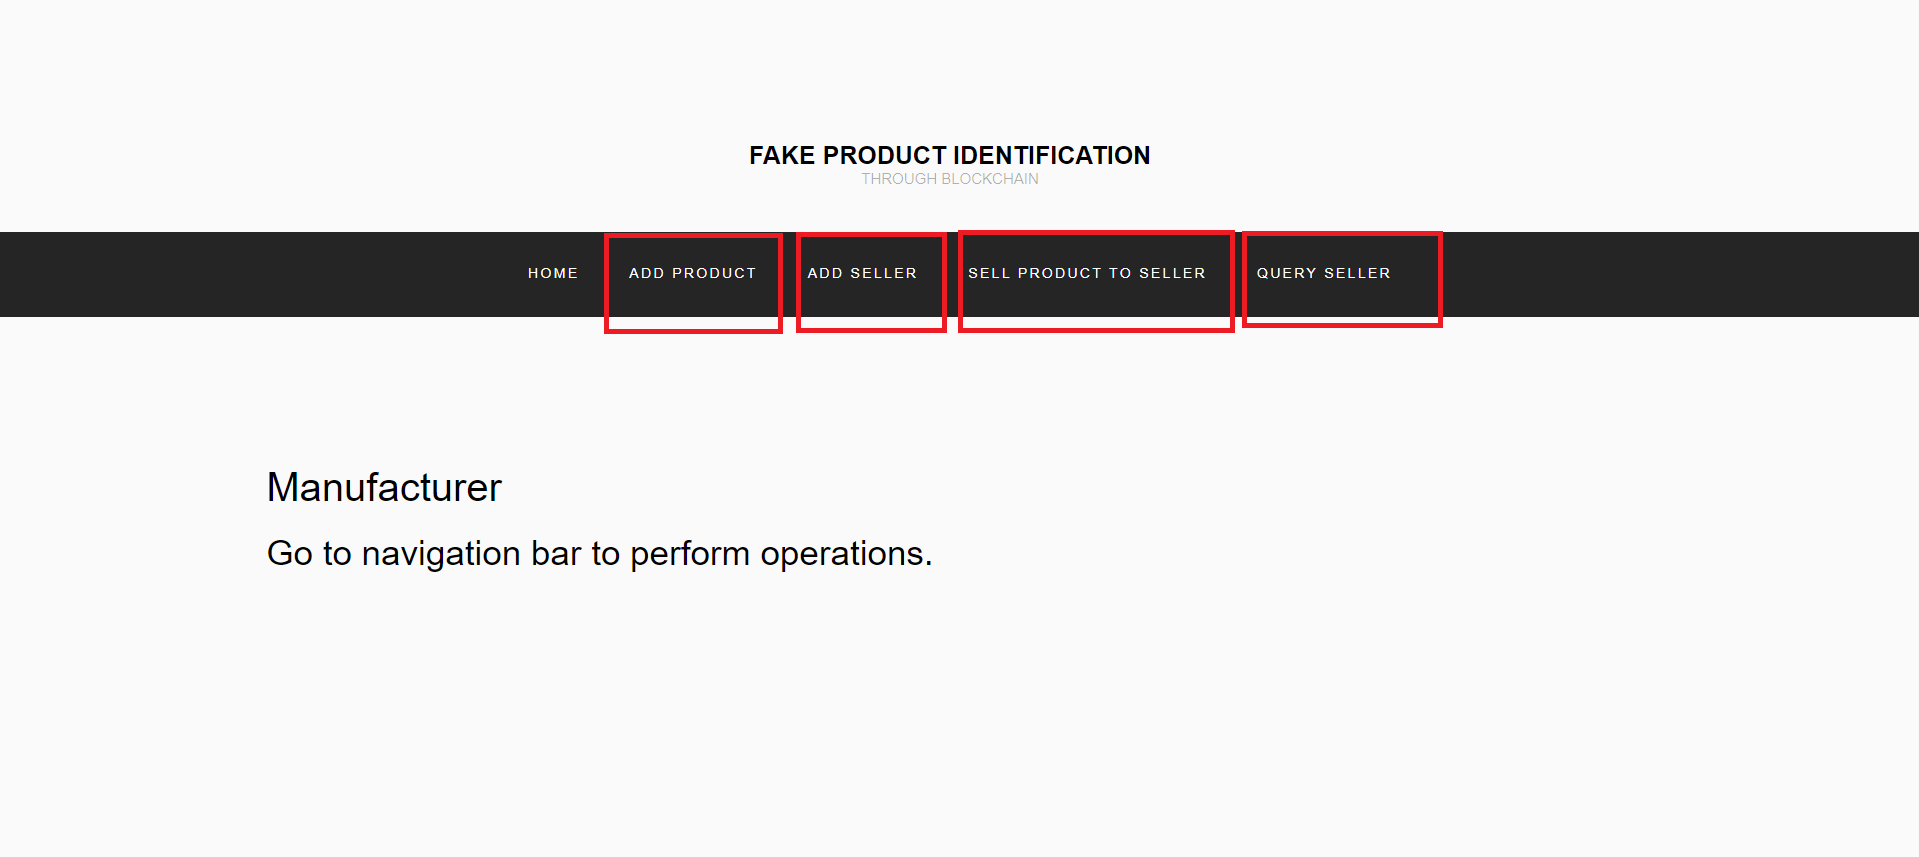 FAKE PRODUCT IDENTIFICATION
THROUGH BLOCKCHAIN
HOME ADD PRODUCT ADD SELLER SELL PRODUCT TO SELLER QUERY SELLER
Manufacturer
Go to navigation bar to perform operations.